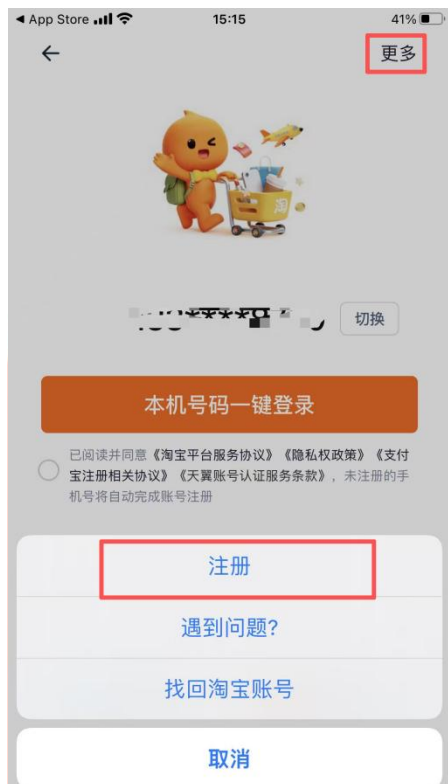 App Store
15:15
41%
更多
淘
切换
本机号码一键登录
已阅读并同意《淘宝平台服务协议》《隐私权政策》《支付
宝注册相关协议》《天翼账号认证服务条款》，未注册的手
机号将自动完成账号注册
注册
遇到问题?
找回淘宝账号
取消